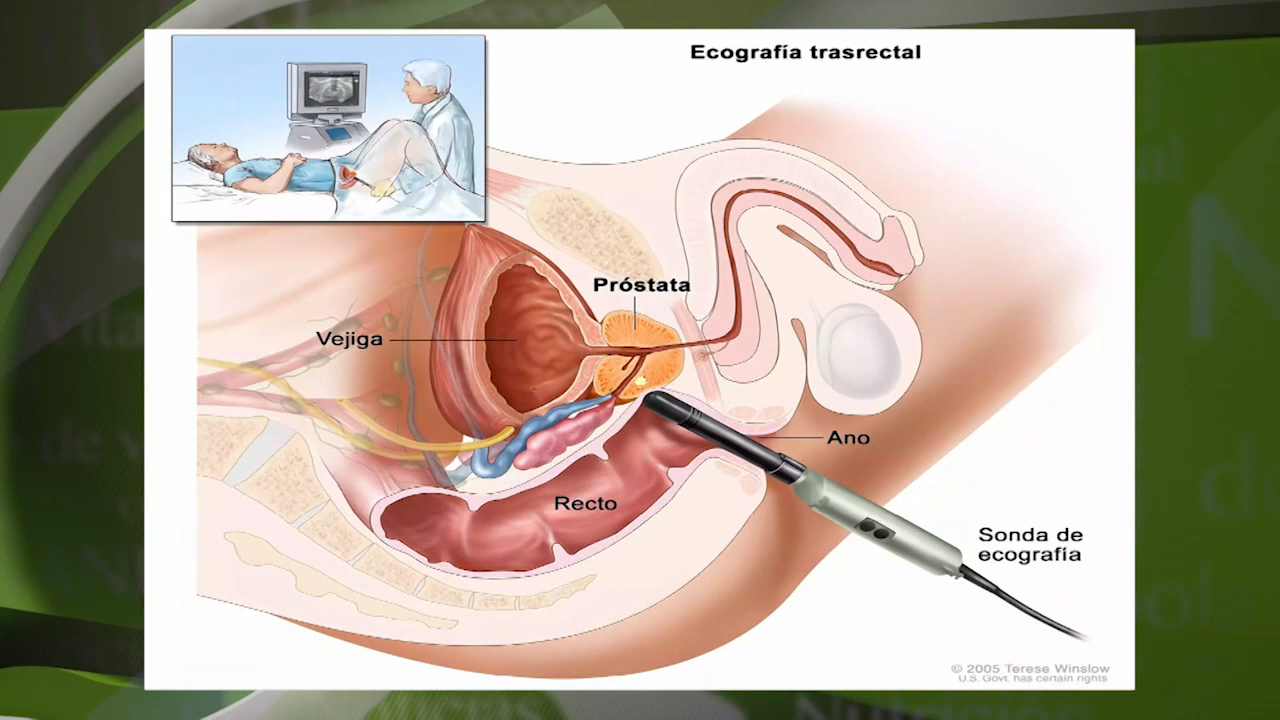 Ecografía trasrectal
Próstata
Vejiga
Ano
Recto
Sonda de
ecografía
© 2005 Terese Winslow
U.S. Govt. has certain rights